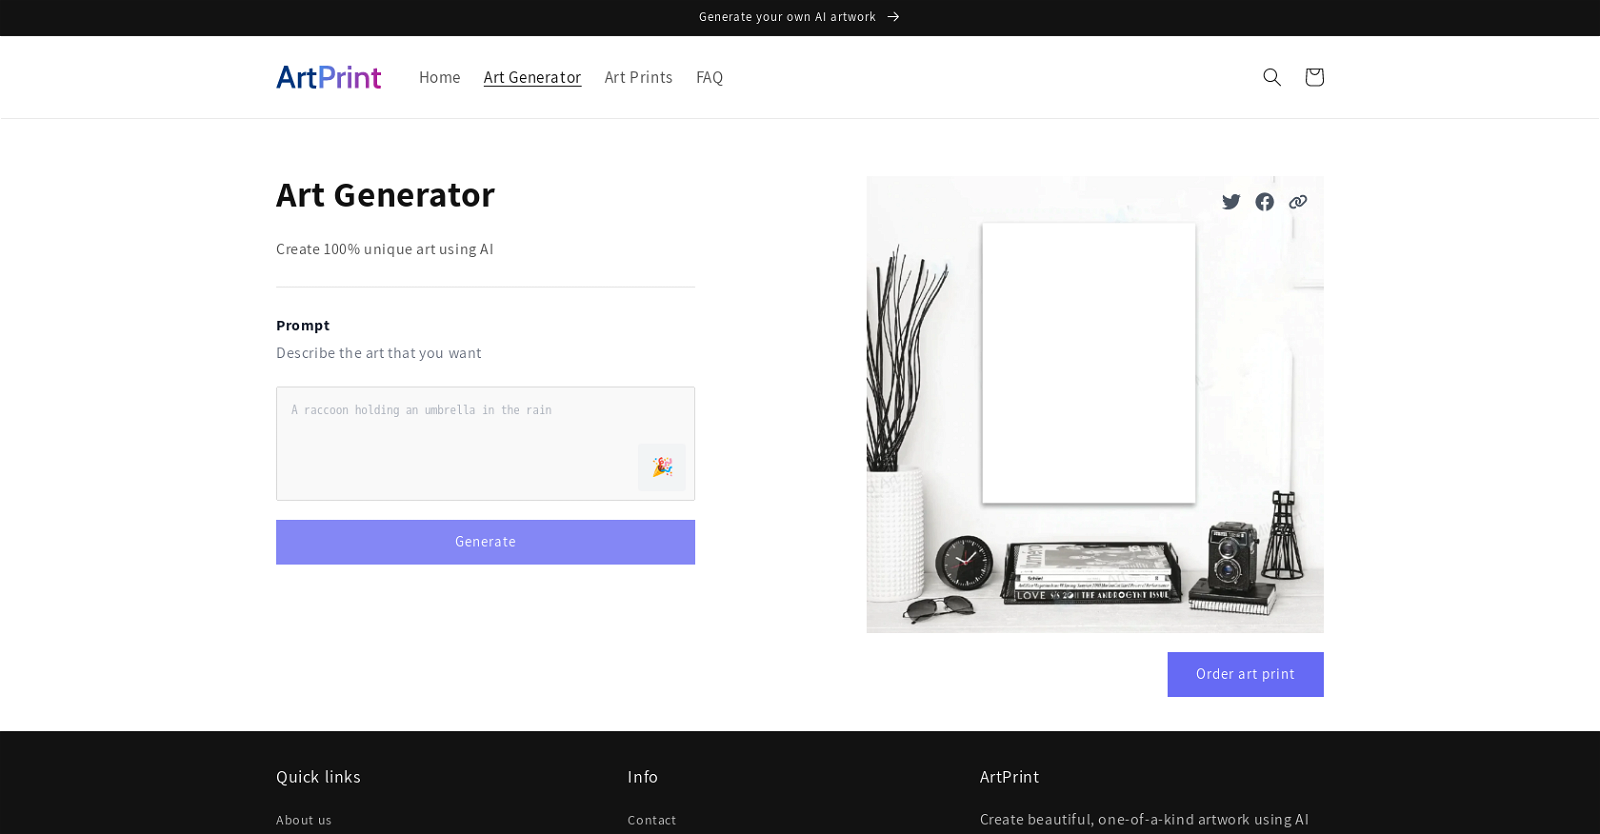 Generate your own AI artwork
ArtPrint
Home
Art Generator
Art Prints
FAQ
Art Generator
Create 100% unique art using AI
Prompt
Describe the art that you want
A raccoon holding an umbrella in the rain
Generate
LOVE
THE ANDROGYNY ISSUE
Order art print
Quick links
Info
ArtPrint
About us
Contact
Create beautiful, one-of-a-kind artwork using AI